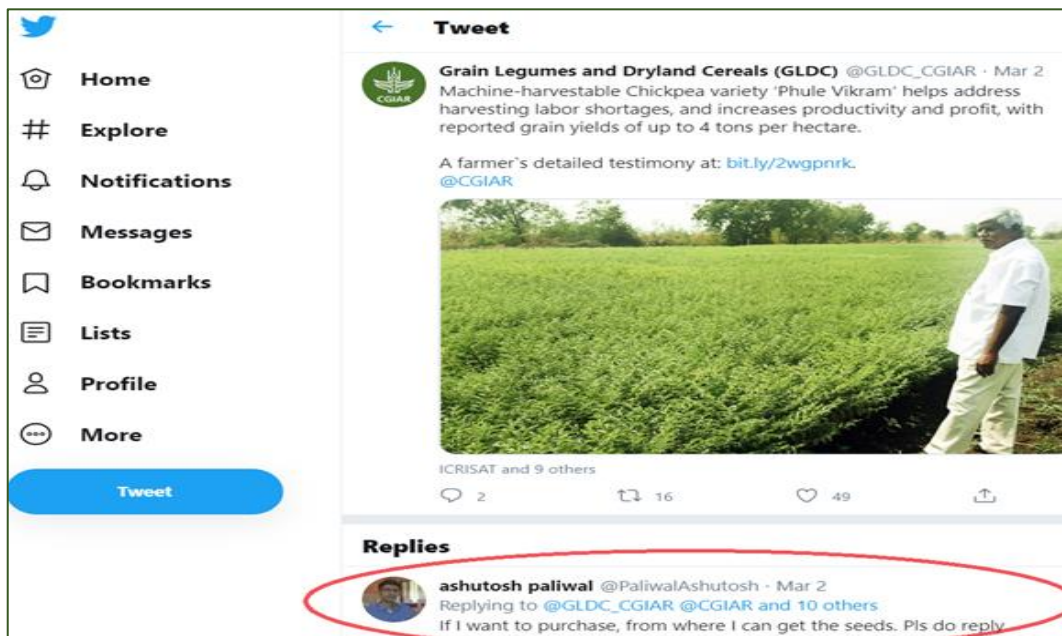 Tweet
Home
Explore
Notifications
Messages
Bookmarks
Lists
Profile
More
Tweet
CGIAR
Grain Legumes and Dryland Cereals (GLDC) @GLDC_CGIAR · Mar 2
Machine-harvestable Chickpea variety 'Phule Vikram' helps address
harvesting labor shortages, and increases productivity and profit, with
reported grain yields of up to 4 tons per hectare.
A farmer`s detailed testimony at: bit.ly/2wgpnrk.
@CGIAR
ICRISAT and 9 others
2 16 49
Replies
ashutosh paliwal @PaliwalAshutosh · Mar 2
Replying to @GLDC_CGIAR @CGIAR and 10 others
If I want to purchase, from where I can get the seeds. Pls do reply